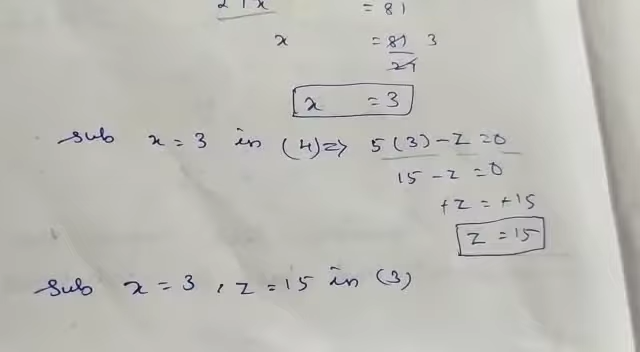 = 81
x = 81 3
27
x = 3
Sub x = 3 in (4) => 5(3) - z = 0
15 - z = 0
+z = +15
z = 15
Sub x = 3 , z = 15 in (3)